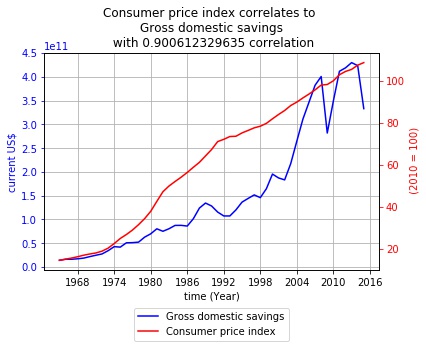 Consumer price index correlates to
Gross domestic savings
with 0.900612329635 correlation
1e11
4.5
4.0
3.5
3.0
2.5
2.0
1.5
1.0
0.5
0.0
current US$
100
80
60
40
20
(2010 = 100)
1968 1974 1980 1986 1992 1998 2004 2010 2016
time (Year)
Gross domestic savings
Consumer price index